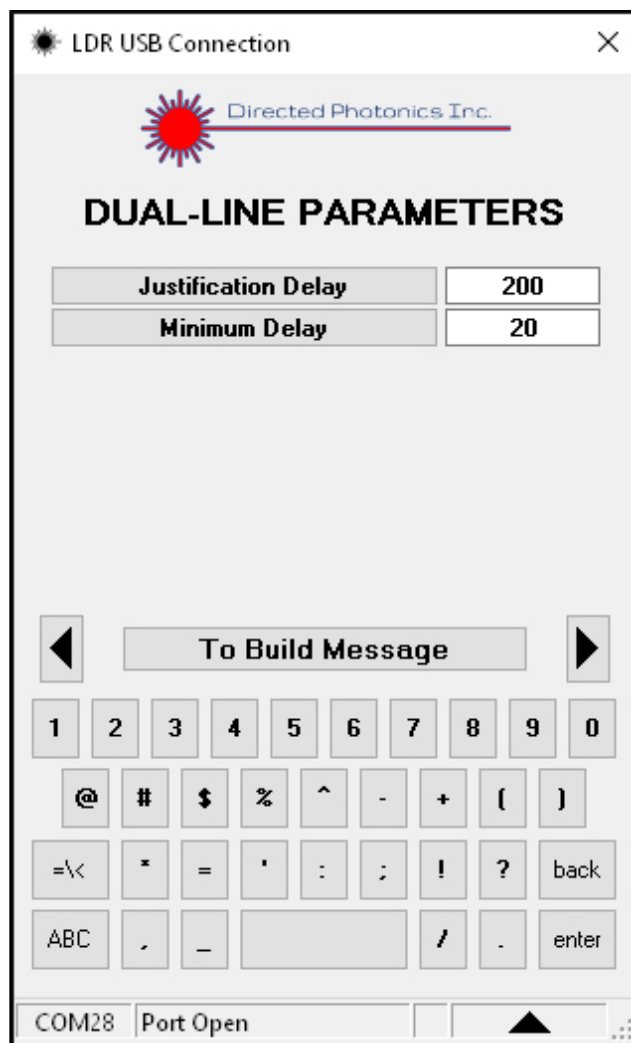 LDR USB Connection
Directed Photonics Inc.
DUAL-LINE PARAMETERS
Justification Delay 200
Minimum Delay 20
To Build Message
1 2 3 4 5 6 7 8 9 0
@ # $ % ^ - + ( )
=\< * = ' : ; ! ? back
ABC , _ / . enter
COM28 Port Open